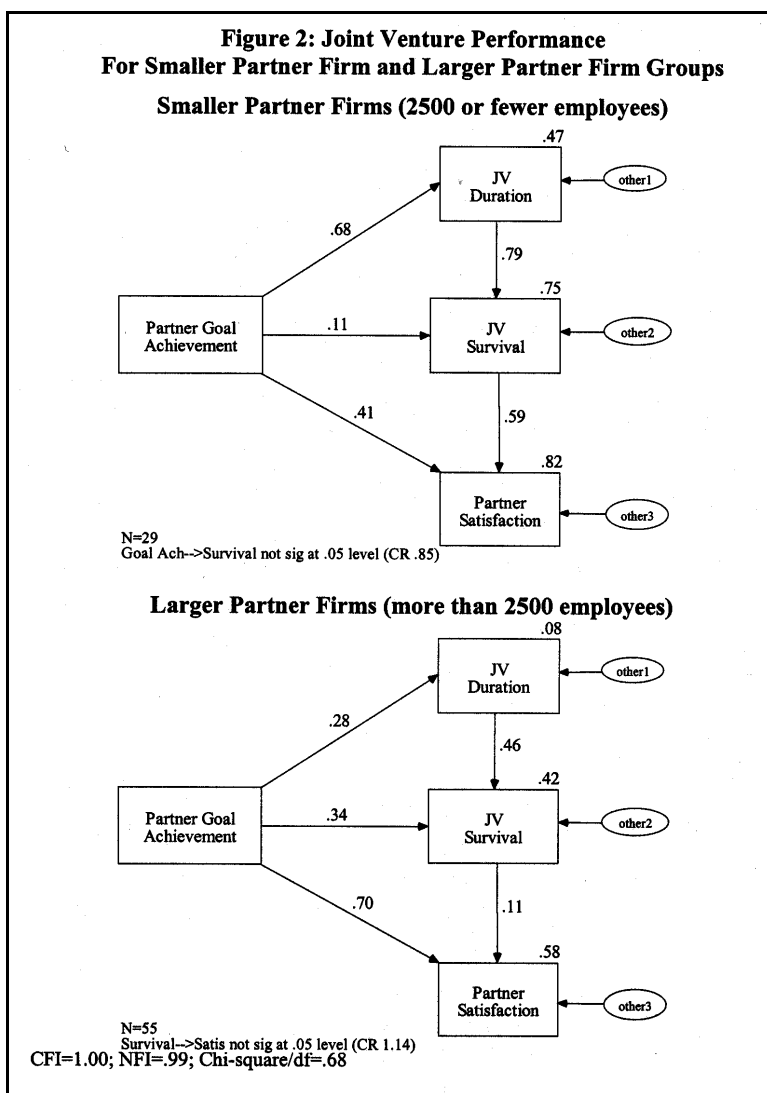 Figure 2: Joint Venture Performance
For Smaller Partner Firm and Larger Partner Firm Groups
Smaller Partner Firms (2500 or fewer employees)
.47
JV
Duration
other1
.68
.79
.75
Partner Goal
Achievement
.11
JV
Survival
other2
.41
.59
.82
Partner
Satisfaction
other3
N=29
Goal Ach-->Survival not sig at .05 level (CR .85)
Larger Partner Firms (more than 2500 employees)
.08
JV
Duration
other1
.28
.46
.42
Partner Goal
Achievement
.34
JV
Survival
other2
.70
.11
.58
Partner
Satisfaction
other3
N=55
Survival-->Satis not sig at .05 level (CR 1.14)
CFI=1.00; NFI=.99; Chi-square/df=.68